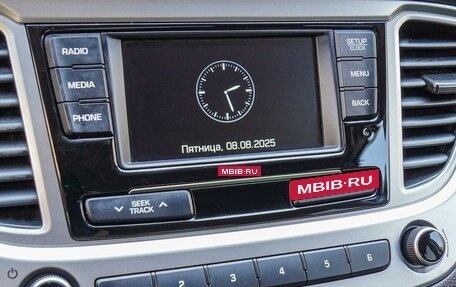 RADIO
SETUP
CLOCK
MEDIA
MENU
PHONE
BACK
Пятница, 08.08.2025
MBIB.RU
MBIB·RU
SEEK
TRACK
1
2
3
4
5
6